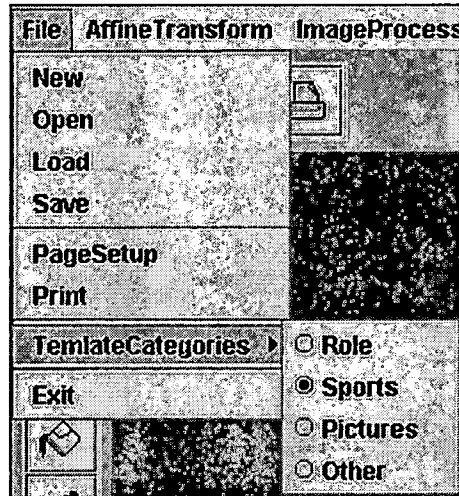 File AffineTransform ImageProcess
New
Open
Load
Save
PageSetup
Print
TemlateCategories
Role
Exit
Sports
Pictures
Other